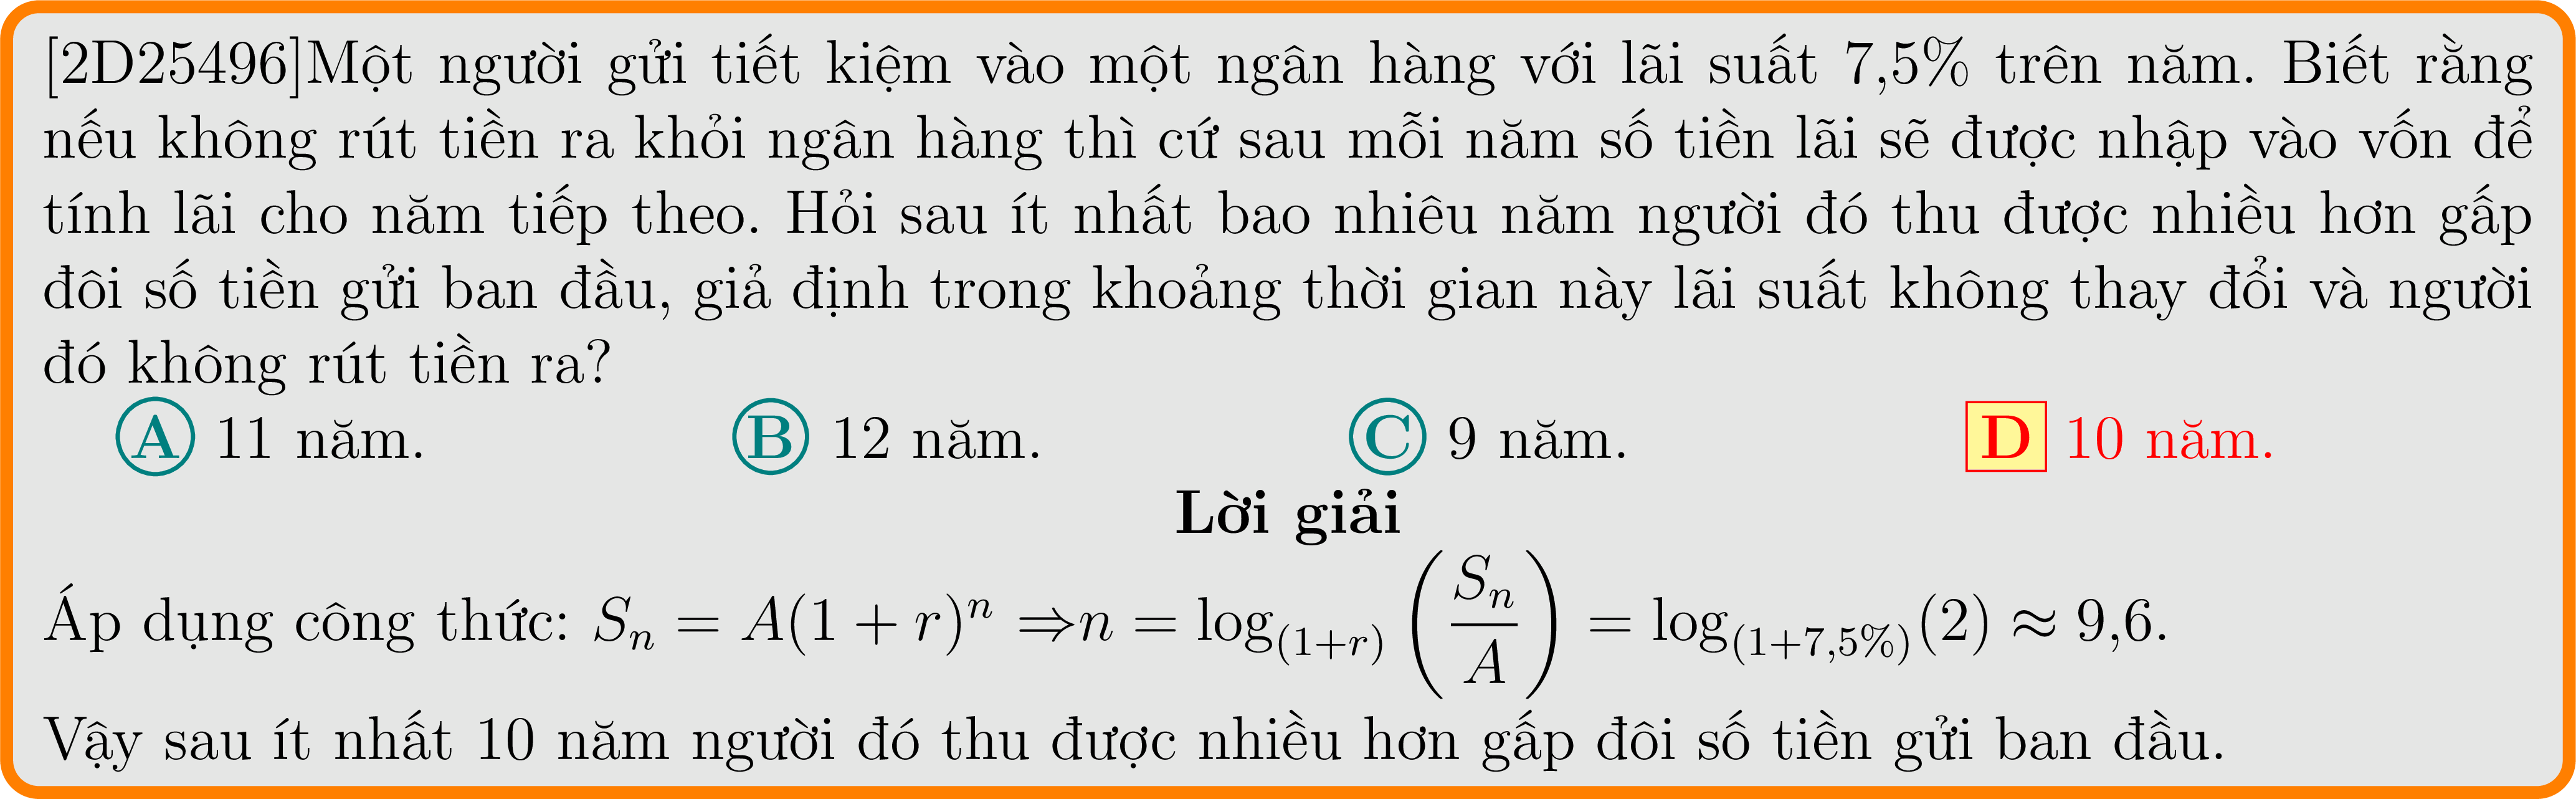 [2D25496]Một người gửi tiết kiệm vào một ngân hàng với lãi suất 7,5% trên năm. Biết rằng
nếu không rút tiền ra khỏi ngân hàng thì cứ sau mỗi năm số tiền lãi sẽ được nhập vào vốn để
tính lãi cho năm tiếp theo. Hỏi sau ít nhất bao nhiêu năm người đó thu được nhiều hơn gấp
đôi số tiền gửi ban đầu, giả định trong khoảng thời gian này lãi suất không thay đổi và người
đó không rút tiền ra?
A 11 năm. B 12 năm. C 9 năm. D 10 năm.
Lời giải
Áp dụng công thức: $S_n = A(1 + r)^n \Rightarrow n = \log_{(1+r)} \left( \frac{S_n}{A} \right) = \log_{(1+7,5\%)}(2) \approx 9,6.$
Vậy sau ít nhất 10 năm người đó thu được nhiều hơn gấp đôi số tiền gửi ban đầu.